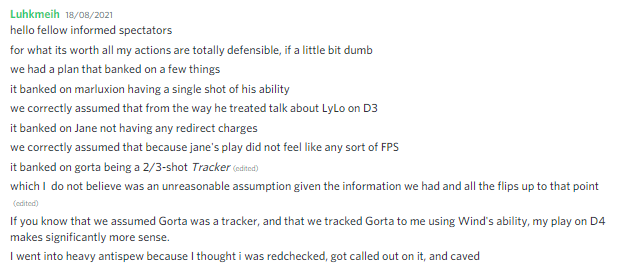 Luhkmeih 18/08/2021
hello fellow informed spectators
for what its worth all my actions are totally defensible, if a little bit dumb
we had a plan that banked on a few things
it banked on marluxion having a single shot of his ability
we correctly assumed that from the way he treated talk about LyLo on D3
it banked on Jane not having any redirect charges
we correctly assumed that because jane's play did not feel like any sort of FPS
it banked on gorta being a 2/3-shot Tracker (edited)
which I do not believe was an unreasonable assumption given the information we had and all the flips up to that point
(edited)
If you know that we assumed Gorta was a tracker, and that we tracked Gorta to me using Wind's ability, my play on D4
makes significantly more sense.
I went into heavy antispew because I thought i was redchecked, got called out on it, and caved